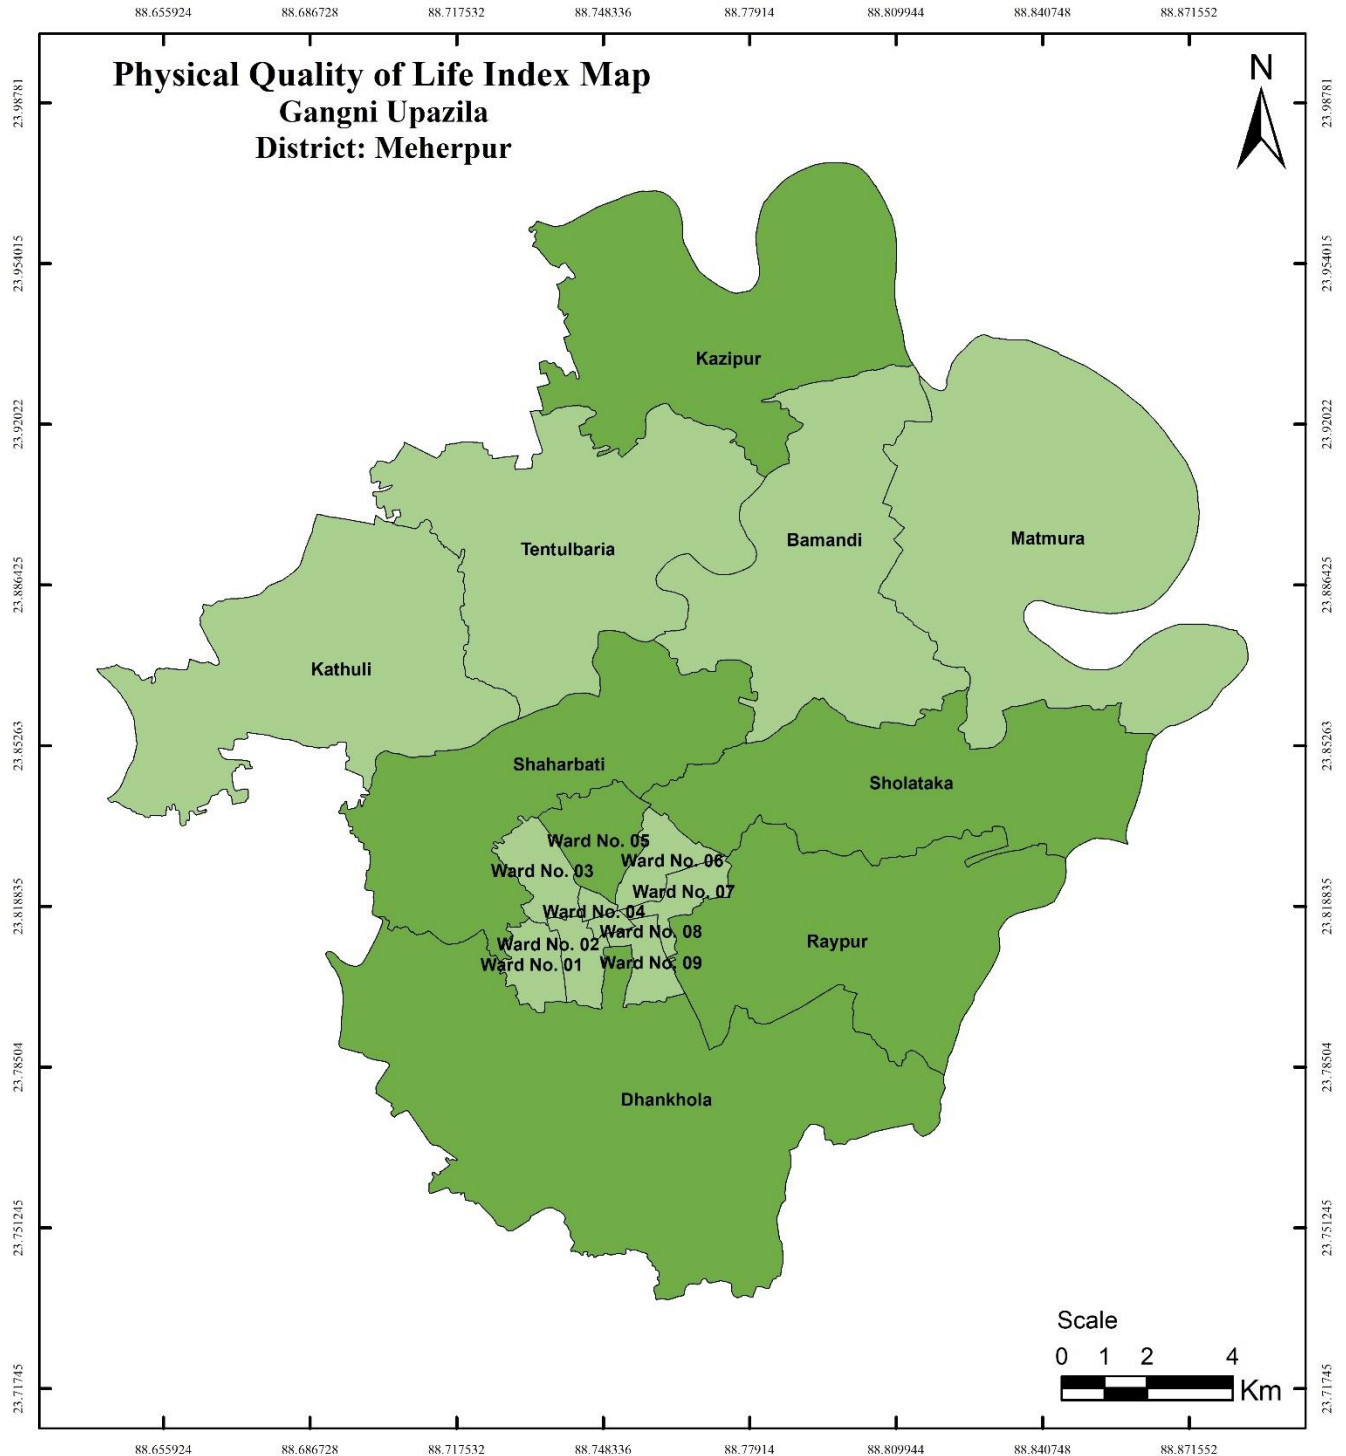 88.655924 88.686728 88.717532 88.748336 88.77914 88.809944 88.840748 88.871552
Physical Quality of Life Index Map
Gangni Upazila
District: Meherpur
N
23.98781 23.98781
23.954015 23.954015
Kazipur
23.92022 23.92022
Tentulbaria Bamandi Matmura
23.886425 23.886425
Kathuli
23.85263 23.85263
Shaharbati
Sholataka
Ward No. 05
Ward No. 06
Ward No. 03
Ward No. 07
23.818835 23.818835
Ward No. 04
Ward No. 08
Raypur
Ward No. 02
Ward No. 01 Ward No. 09
23.78504 23.78504
Dhankhola
23.751245 23.751245
Scale
0 1 2 4
Km
23.71745 23.71745
88.655924 88.686728 88.717532 88.748336 88.77914 88.809944 88.840748 88.871552